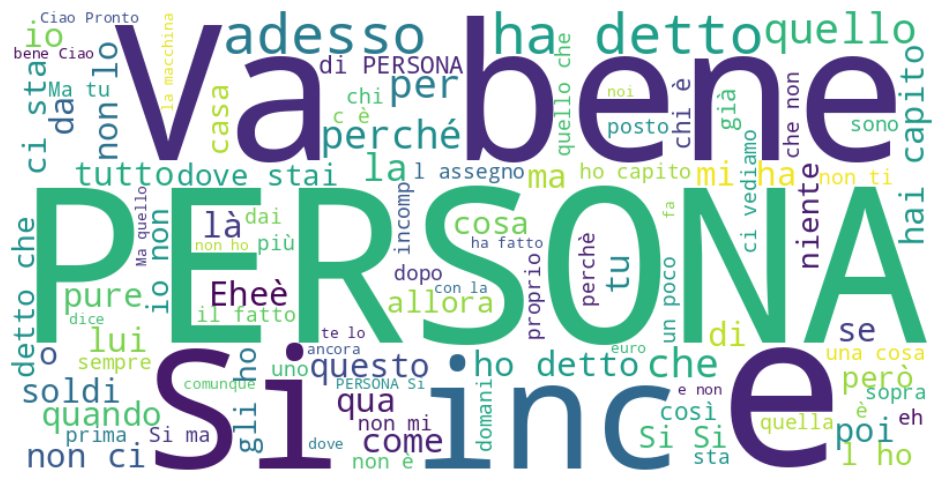 Ciao Pronto
io
bene Ciao
la macchina
Va bene
adesso
ha detto
quello
di PERSONA
per
quello che
noi
chi è
già
che non
capito
ci sta
Ma tu
da
non lo
casa
chi
c è
perché
posto
sono
tutto
dove stai
la
l assegno
ma
ho capito
mi ha
non ti
niente
hai
PERSONA
Ma quello
io non
là
dai
non ho
più
incomp
cosa
ha fatto
perchè
tu
fa
ci vediamo
detto che
pure
dice
Eheè
il fatto
dopo
con la
allora
proprio
un poco
di
se
o
lui
sempre
te lo
ancora
questo
ho detto
che
euro
una cosa
però
soldi
Si
comunque
uno
PERSONA Si
inc
e
e non
sopra
quando
gli ho
qua
non mi
domani
così
quella
è
eh
prima
Si ma
dove
come
Si Si
poi
non ci
non è
sta
l ho